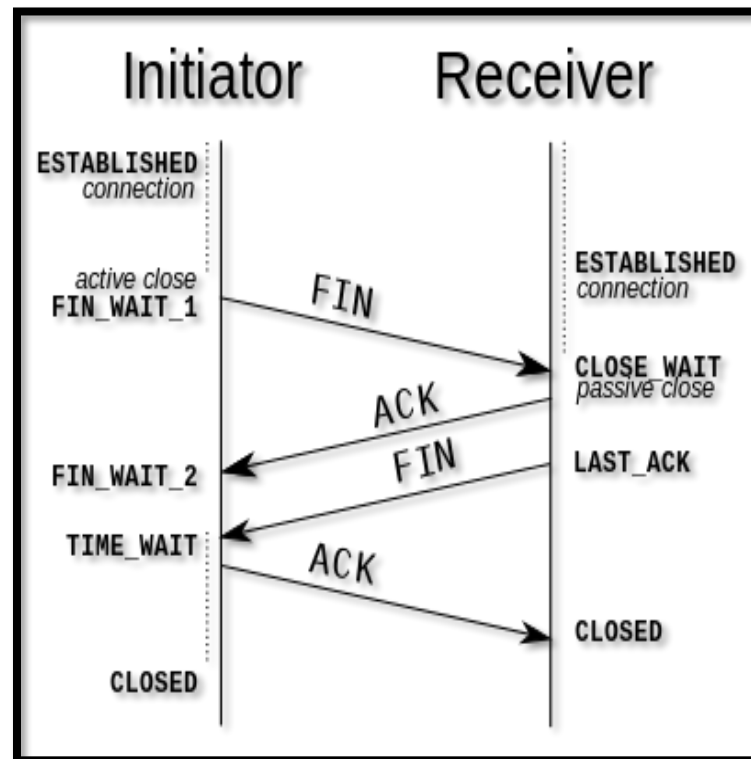 Initiator
Receiver
ESTABLISHED
connection
active close
FIN_WAIT_1
FIN
ESTABLISHED
connection
CLOSE_WAIT
passive close
ACK
FIN
FIN_WAIT_2
LAST_ACK
TIME_WAIT
ACK
CLOSED
CLOSED